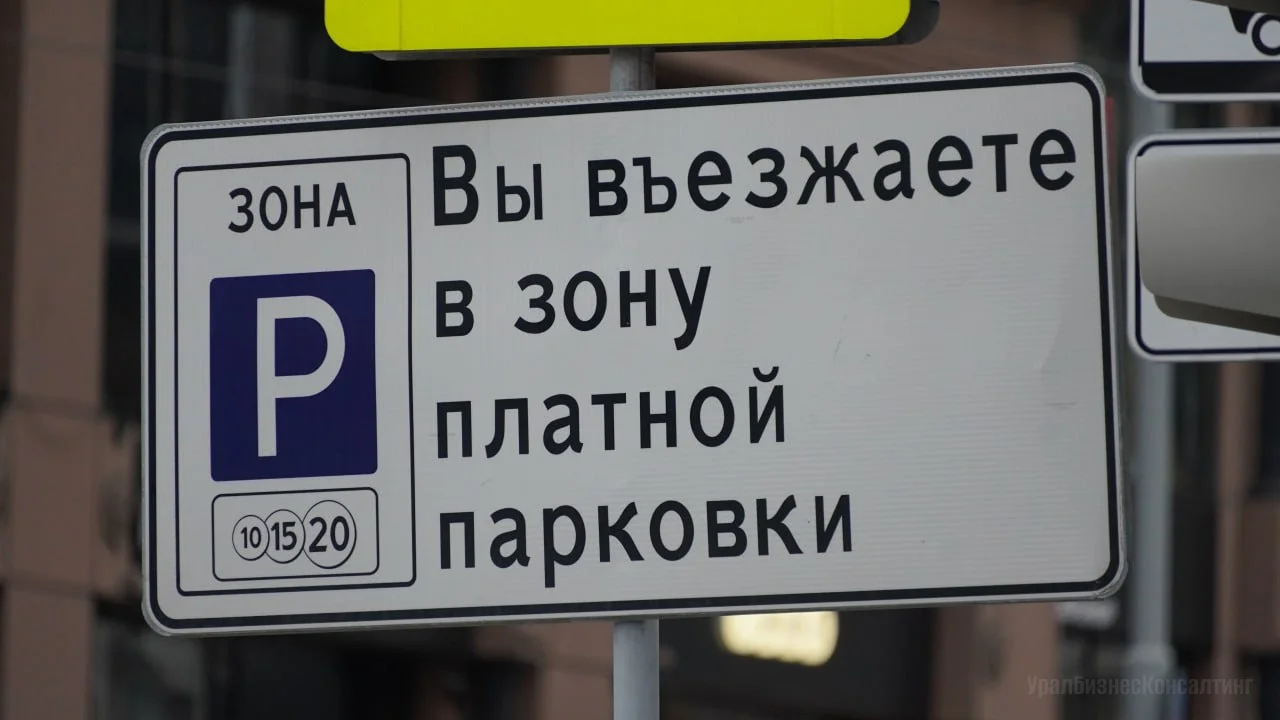 ЗОНА
P
10 15 20
Вы въезжаете
в зону
платной
парковки
УралБизнесКонсалтинг